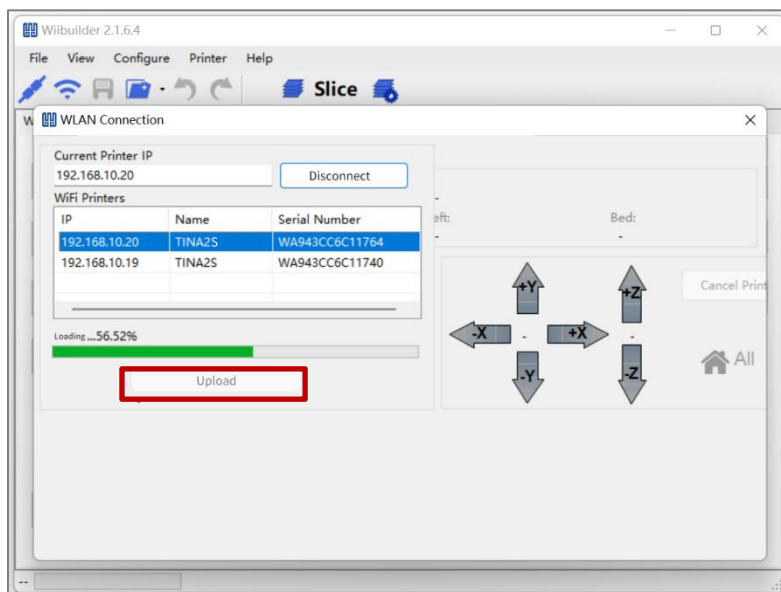 Wiibuilder 2.1.6.4
File View Configure Printer Help
Slice
W
WLAN Connection
Current Printer IP
192.168.10.20 Disconnect
WiFi Printers
IP Name Serial Number
192.168.10.20 TINA2S WA943CC6C11764
192.168.10.19 TINA2S WA943CC6C11740
Loading ...56.52%
Upload
-
eft: Bed:
- -
+Y +Z Cancel Print
-X - +X -
-Y -Z All
--